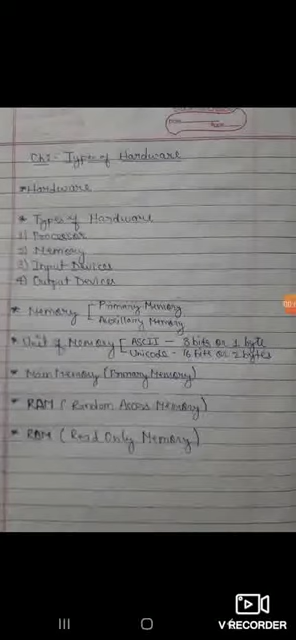 Ch1- Types of Hardware
* Hardware
* Types of Hardware
1) Processor
2) Memory
3) Input Devices
4) Output Devices
* Memory [ Primary Memory
Auxillary Memory
* Unit of Memory [ ASCII - 8 bits or 1 byte
Unicode - 16 bits or 2 bytes
* Main Memory (Primary Memory)
* RAM (Random Access Memory)
* ROM (Read Only Memory)
V RECORDER